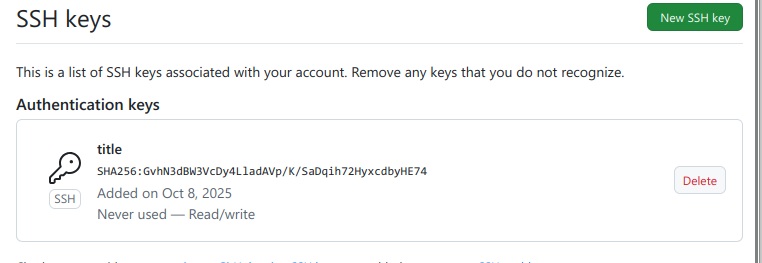 SSH keys
New SSH key
This is a list of SSH keys associated with your account. Remove any keys that you do not recognize.
Authentication keys
title
SHA256:GvhN3dBW3VcDy4LladAVp/K/SaDqih72HyxcdbyHE74
SSH
Added on Oct 8, 2025
Never used — Read/write
Delete